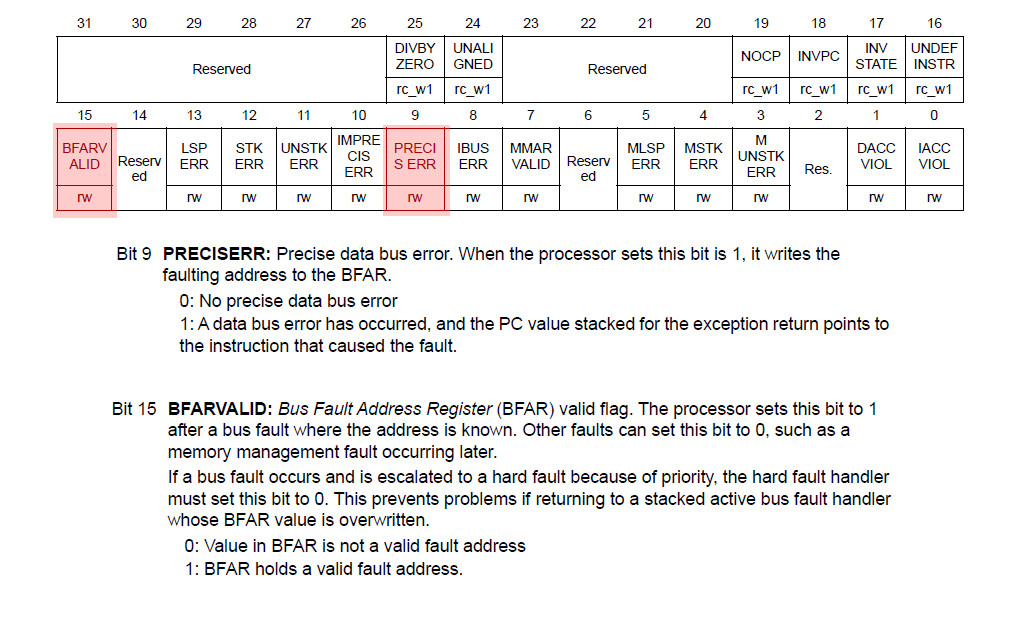 31 30 29 28 27 26 25 24 23 22 21 20 19 18 17 16
Reserved
DIVBY
ZERO
UNALI
GNED
Reserved
NOCP
INVPC
INV
STATE
UNDEF
INSTR
rc_w1 rc_w1 rc_w1 rc_w1 rc_w1 rc_w1
15 14 13 12 11 10 9 8 7 6 5 4 3 2 1 0
BFARV
ALID
Reserv
ed
LSP
ERR
STK
ERR
UNSTK
ERR
IMPRE
CIS
ERR
PRECI
S ERR
IBUS
ERR
MMAR
VALID
Reserv
ed
MLSP
ERR
MSTK
ERR
M
UNSTK
ERR
Res.
DACC
VIOL
IACC
VIOL
rw rw rw rw rw rw rw rw rw rw rw rw rw
Bit 9 PRECISERR: Precise data bus error. When the processor sets this bit is 1, it writes the
faulting address to the BFAR.
0: No precise data bus error
1: A data bus error has occurred, and the PC value stacked for the exception return points to
the instruction that caused the fault.
Bit 15 BFARVALID: Bus Fault Address Register (BFAR) valid flag. The processor sets this bit to 1
after a bus fault where the address is known. Other faults can set this bit to 0, such as a
memory management fault occurring later.
If a bus fault occurs and is escalated to a hard fault because of priority, the hard fault handler
must set this bit to 0. This prevents problems if returning to a stacked active bus fault handler
whose BFAR value is overwritten.
0: Value in BFAR is not a valid fault address
1: BFAR holds a valid fault address.